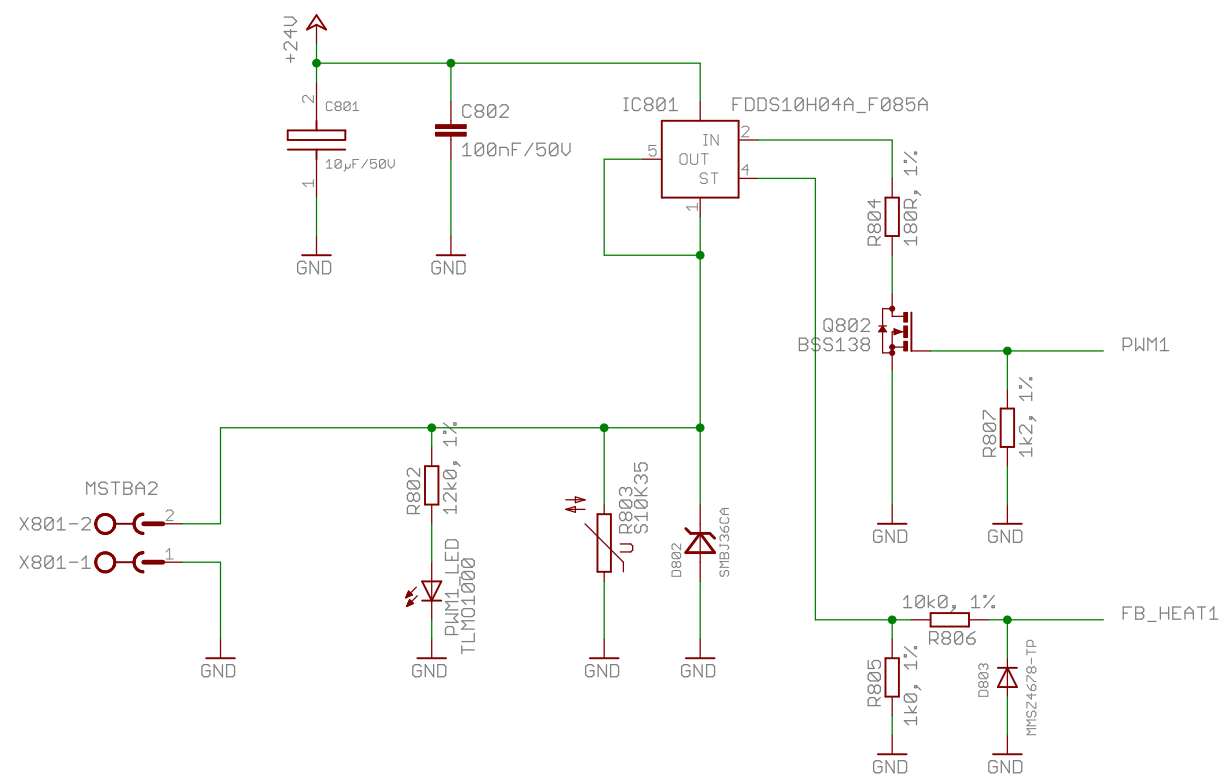 +24V
2
C801
10µF/50V
1
GND
C802
100nF/50V
GND
IC801
FDDS10H04A_F085A
IN
2
5
OUT
ST
4
1
R804
180R, 1%
Q802
BSS138
PWM1
R807
1k2, 1%
GND
GND
MSTBA2
X801-2
2
X801-1
1
GND
R802
12k0, 1%
PWM1_LED
TLMO1000
GND
R803
S10K35
U
GND
D802
SMBJ36CA
GND
10k0, 1%
R806
FB_HEAT1
R805
1k0, 1%
GND
D803
MMSZ4678-TP
GND